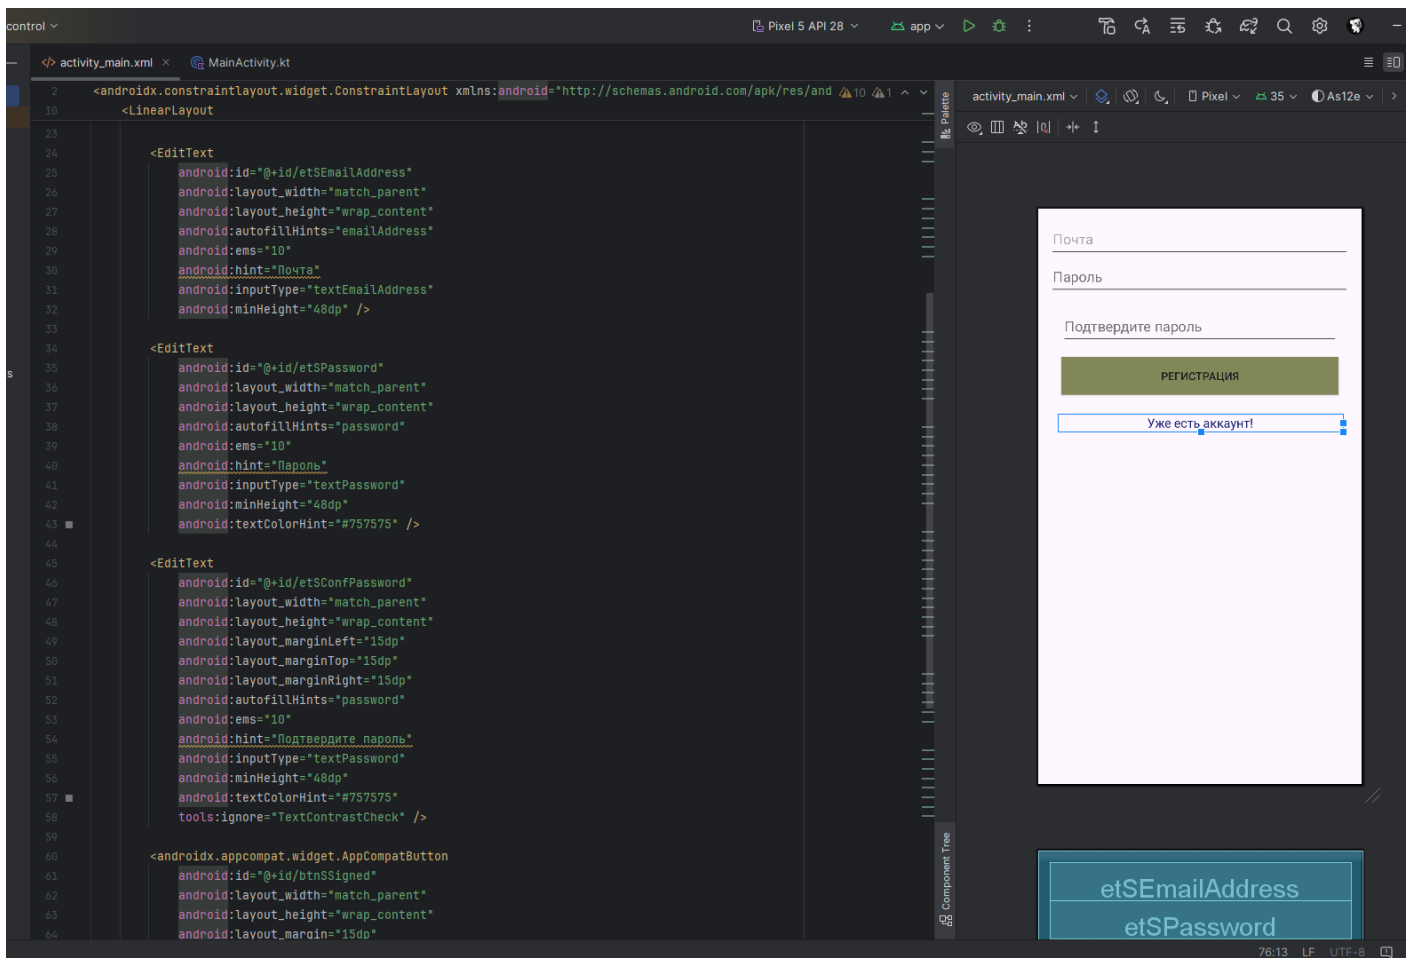 control
Pixel 5 API 28
app
activity_main.xml
MainActivity.kt
2 <androidx.constraintlayout.widget.ConstraintLayout xmlns:android="http://schemas.android.com/apk/res/and
10 1
10 <LinearLayout
23
24 <EditText
25 android:id="@+id/etSEmailAddress"
26 android:layout_width="match_parent"
27 android:layout_height="wrap_content"
28 android:autofillHints="emailAddress"
29 android:ems="10"
30 android:hint="Почта"
31 android:inputType="textEmailAddress"
32 android:minHeight="48dp" />
33
34 <EditText
35 android:id="@+id/etSPassword"
36 android:layout_width="match_parent"
37 android:layout_height="wrap_content"
38 android:autofillHints="password"
39 android:ems="10"
40 android:hint="Пароль"
41 android:inputType="textPassword"
42 android:minHeight="48dp"
43 android:textColorHint="#757575" />
44
45 <EditText
46 android:id="@+id/etSConfPassword"
47 android:layout_width="match_parent"
48 android:layout_height="wrap_content"
49 android:layout_marginLeft="15dp"
50 android:layout_marginTop="15dp"
51 android:layout_marginRight="15dp"
52 android:autofillHints="password"
53 android:ems="10"
54 android:hint="Подтвердите пароль"
55 android:inputType="textPassword"
56 android:minHeight="48dp"
57 android:textColorHint="#757575"
58 tools:ignore="TextContrastCheck" />
59
60 <androidx.appcompat.widget.AppCompatButton
61 android:id="@+id/btnSSigned"
62 android:layout_width="match_parent"
63 android:layout_height="wrap_content"
64 android:layout_margin="15dp"
s
Palette
Component Tree
activity_main.xml
Pixel
35
As12e
Почта
Пароль
Подтвердите пароль
РЕГИСТРАЦИЯ
Уже есть аккаунт!
etSEmailAddress
etSPassword
76:13 LF UTF-8